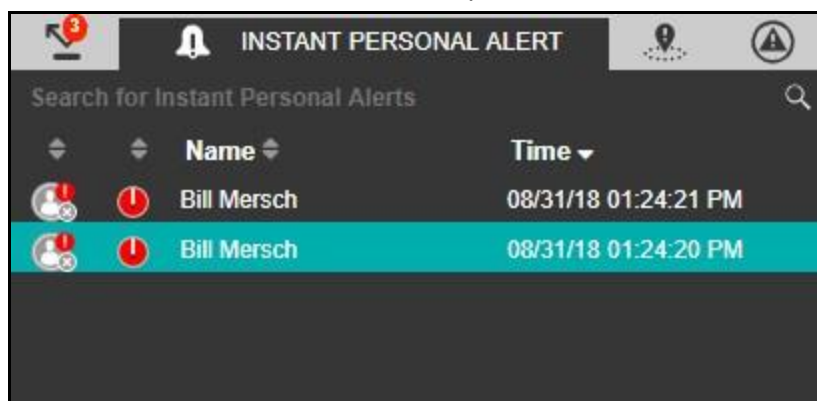 3
INSTANT PERSONAL ALERT
Search for Instant Personal Alerts
Name Time
Bill Mersch 08/31/18 01:24:21 PM
Bill Mersch 08/31/18 01:24:20 PM